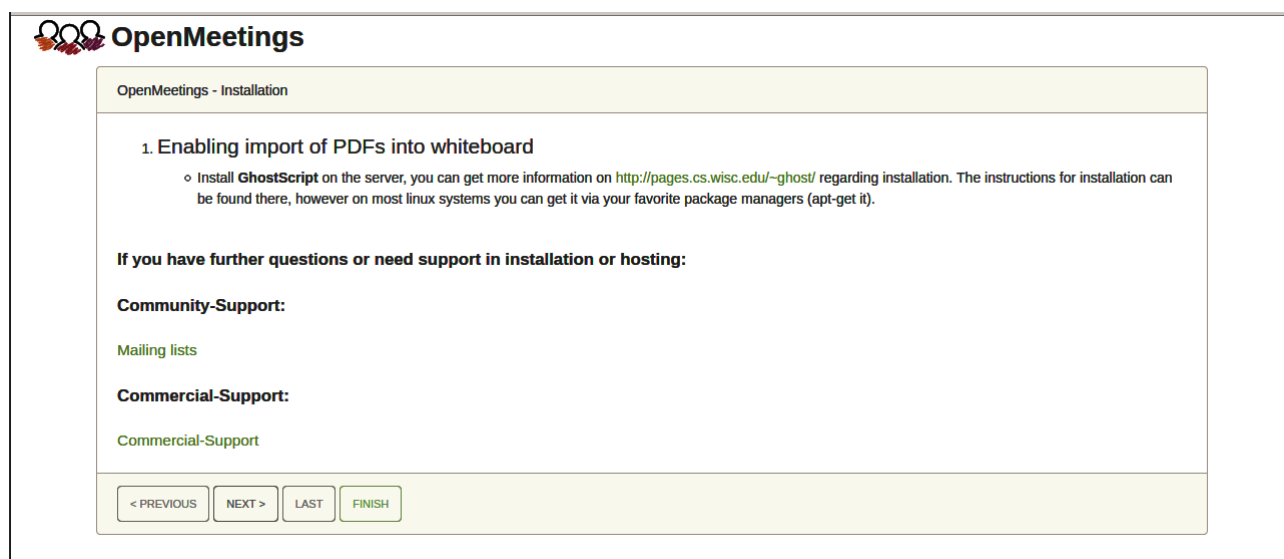 OpenMeetings
OpenMeetings - Installation
1. Enabling import of PDFs into whiteboard
Install GhostScript on the server, you can get more information on http://pages.cs.wisc.edu/~ghost/ regarding installation. The instructions for installation can
be found there, however on most linux systems you can get it via your favorite package managers (apt-get it).
If you have further questions or need support in installation or hosting:
Community-Support:
Mailing lists
Commercial-Support:
Commercial-Support
< PREVIOUS NEXT > LAST FINISH